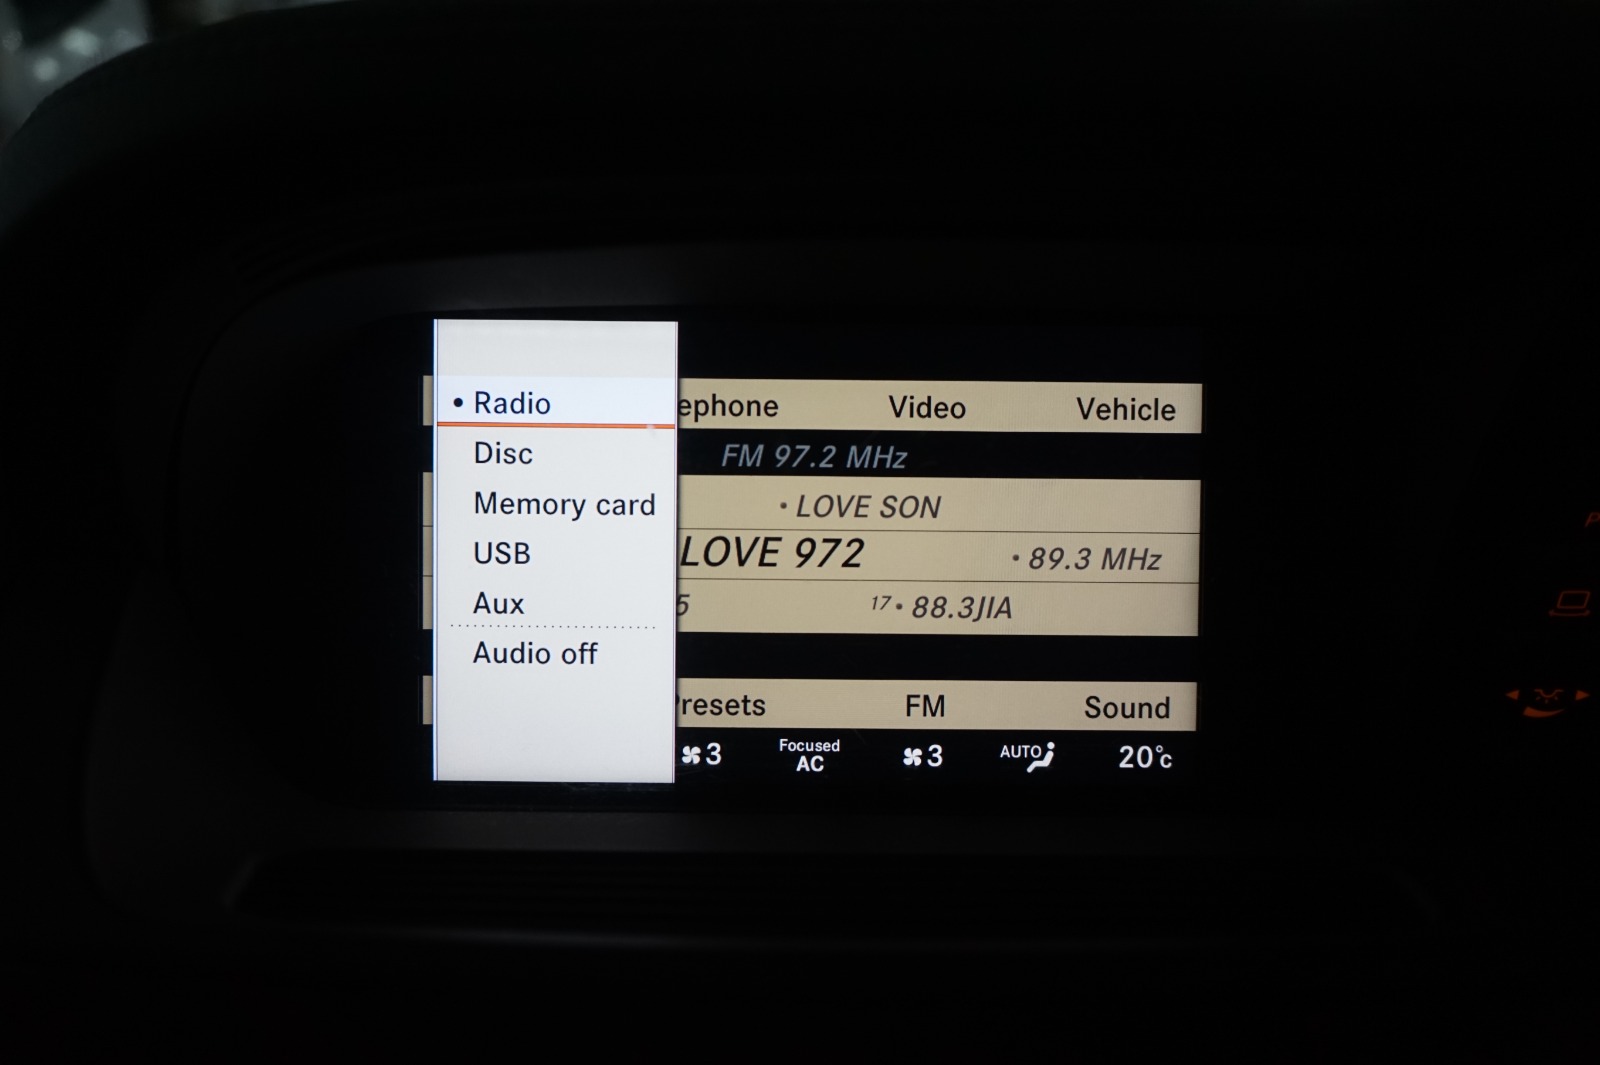 • Radio
Disc
Memory card
USB
Aux
Audio off
ephone Video Vehicle
FM 97.2 MHz
• LOVE SON
LOVE 972 • 89.3 MHz
5 17 • 88.3JIA
resets FM Sound
3 Focused AC 3 AUTO 20°C